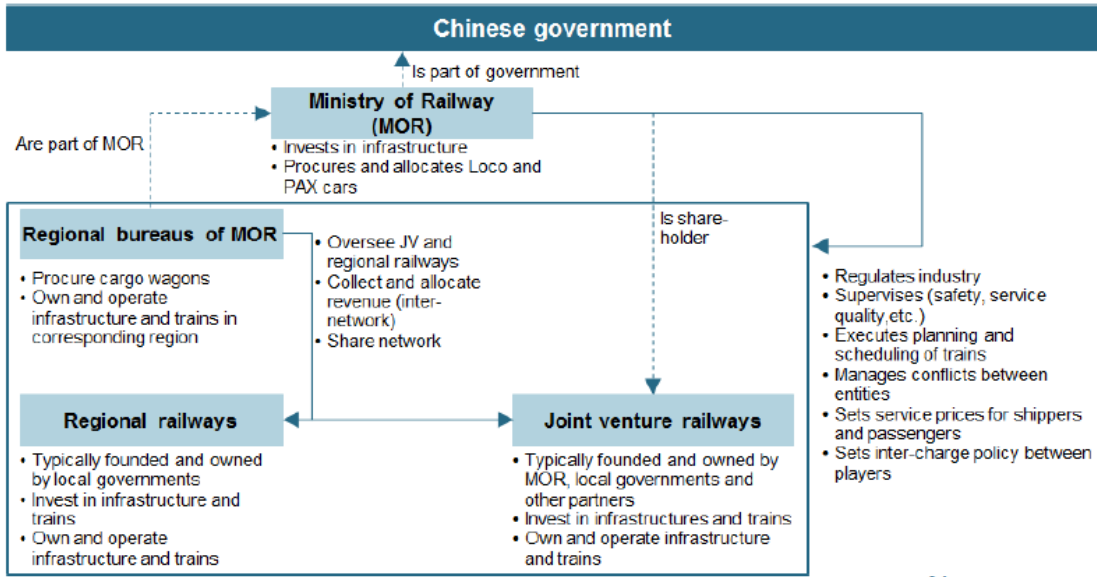 Chinese government
Is part of government
Ministry of Railway
(MOR)
Are part of MOR
• Invests in infrastructure
• Procures and allocates Loco and
PAX cars
Is share-
holder
Regional bureaus of MOR
• Procure cargo wagons
• Own and operate
infrastructure and trains in
corresponding region
• Oversee JV and
regional railways
• Collect and allocate
revenue (inter-
network)
• Share network
• Regulates industry
• Supervises (safety, service
quality,etc.)
• Executes planning and
scheduling of trains
• Manages conflicts between
entities
• Sets service prices for shippers
and passengers
• Sets inter-charge policy between
players
Regional railways
• Typically founded and owned
by local governments
• Invest in infrastructure and
trains
• Own and operate
infrastructure and trains
Joint venture railways
• Typically founded and owned by
MOR, local governments and
other partners
• Invest in infrastructures and trains
• Own and operate infrastructure
and trains